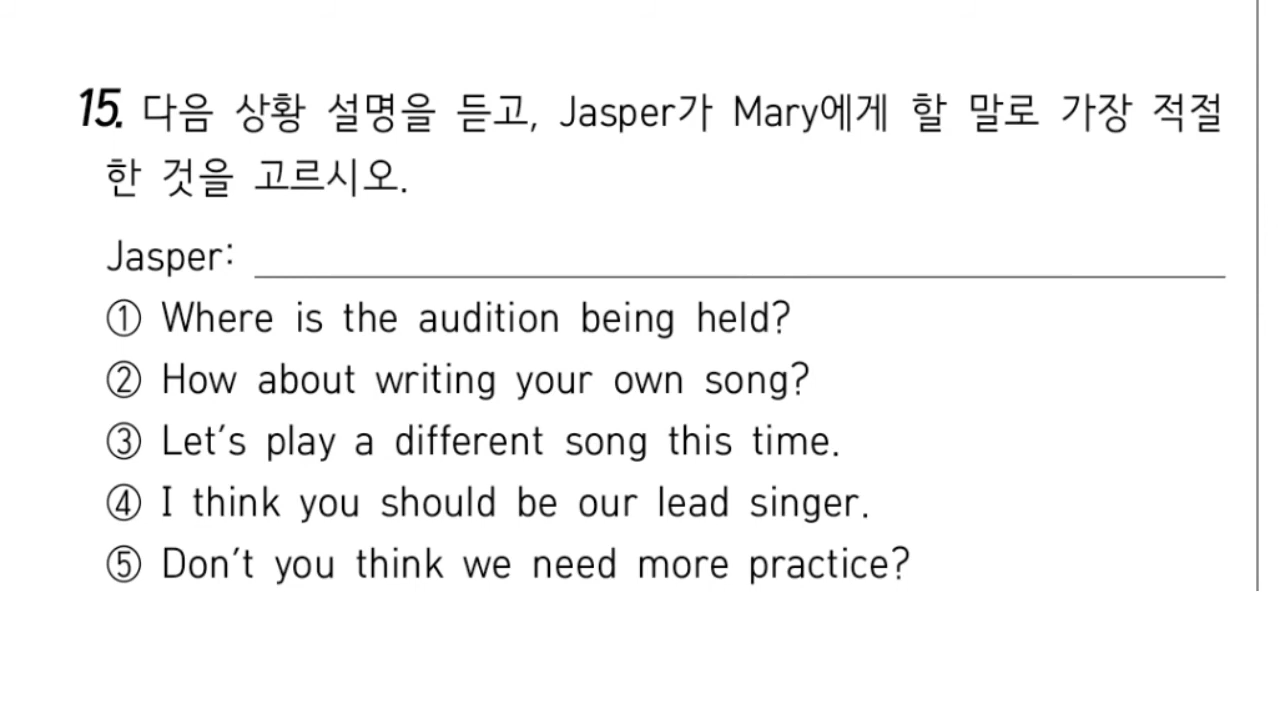 15. 다음 상황 설명을 듣고, Jasper가 Mary에게 할 말로 가장 적절
한 것을 고르시오.
Jasper:
① Where is the audition being held?
② How about writing your own song?
③ Let's play a different song this time.
④ I think you should be our lead singer.
⑤ Don't you think we need more practice?